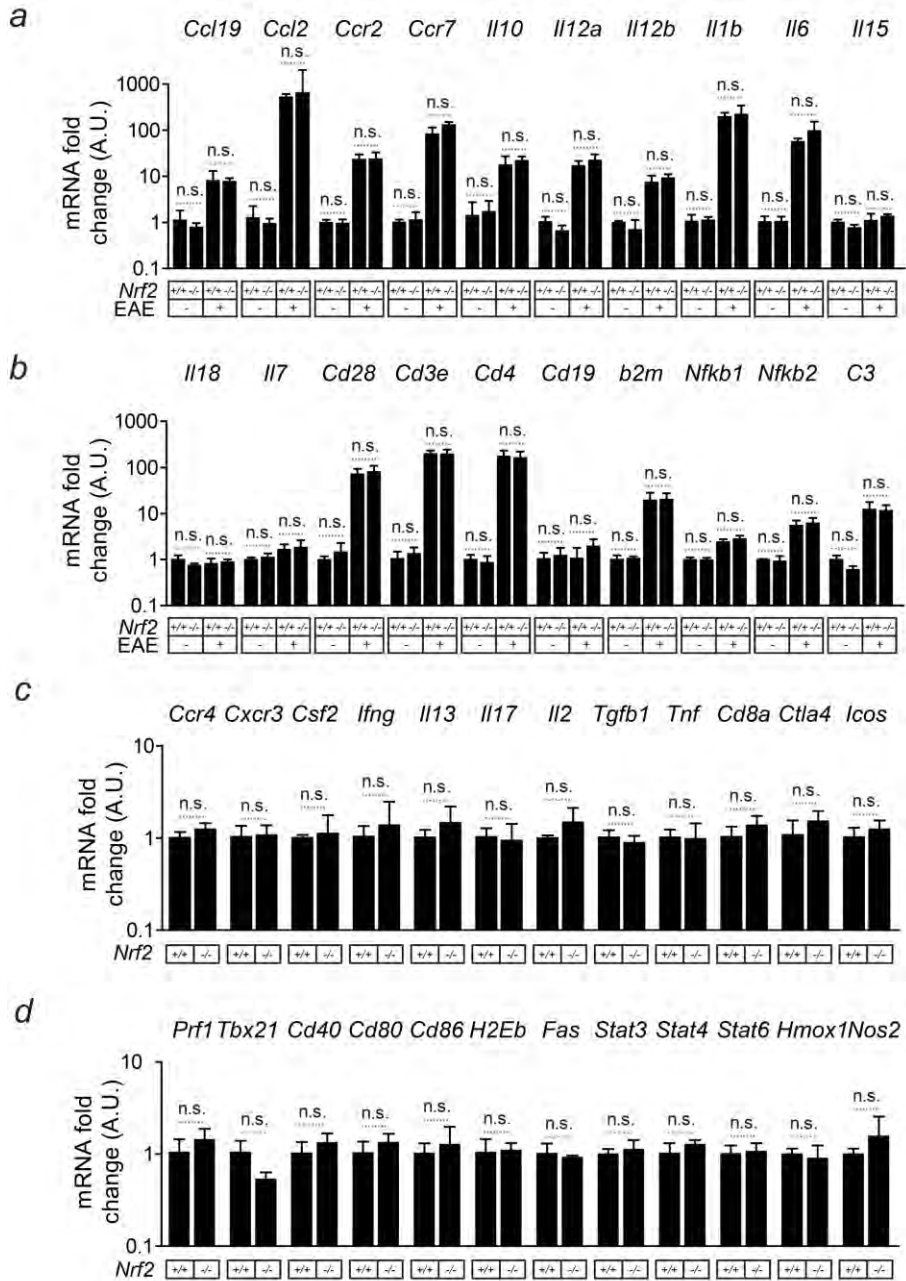 a
Ccl19 Ccl2 Ccr2 Ccr7 Il10 Il12a Il12b Il1b Il6 Il15
n.s. n.s. n.s. n.s. n.s. n.s. n.s. n.s. n.s. n.s. n.s. n.s. n.s. n.s. n.s. n.s. n.s. n.s. n.s. n.s.
mRNA fold
change (A.U.)
1000
100
10
1
0.1
Nrf2 +/+ -/- +/+ -/- +/+ -/- +/+ -/- +/+ -/- +/+ -/- +/+ -/- +/+ -/- +/+ -/- +/+ -/- +/+ -/- +/+ -/- +/+ -/- +/+ -/- +/+ -/- +/+ -/- +/+ -/- +/+ -/- +/+ -/- +/+ -/-
EAE - + - + - + - + - + - + - + - + - + - +
b
Il18 Il7 Cd28 Cd3e Cd4 Cd19 b2m Nfkb1 Nfkb2 C3
n.s. n.s. n.s. n.s. n.s. n.s. n.s. n.s. n.s. n.s. n.s. n.s. n.s. n.s. n.s. n.s. n.s. n.s. n.s. n.s.
mRNA fold
change (A.U.)
1000
100
10
1
0.1
Nrf2 +/+ -/- +/+ -/- +/+ -/- +/+ -/- +/+ -/- +/+ -/- +/+ -/- +/+ -/- +/+ -/- +/+ -/- +/+ -/- +/+ -/- +/+ -/- +/+ -/- +/+ -/- +/+ -/- +/+ -/- +/+ -/- +/+ -/- +/+ -/-
EAE - + - + - + - + - + - + - + - + - + - +
c
Ccr4 Cxcr3 Csf2 Ifng Il13 Il17 Il2 Tgfb1 Tnf Cd8a Ctla4 Icos
n.s. n.s. n.s. n.s. n.s. n.s. n.s. n.s. n.s. n.s. n.s. n.s.
mRNA fold
change (A.U.)
10
1
0.1
Nrf2 +/+ -/- +/+ -/- +/+ -/- +/+ -/- +/+ -/- +/+ -/- +/+ -/- +/+ -/- +/+ -/- +/+ -/- +/+ -/- +/+ -/-
d
Prf1 Tbx21 Cd40 Cd80 Cd86 H2Eb Fas Stat3 Stat4 Stat6 Hmox1 Nos2
n.s. n.s. n.s. n.s. n.s. n.s. n.s. n.s. n.s. n.s. n.s. n.s.
mRNA fold
change (A.U.)
10
1
0.1
Nrf2 +/+ -/- +/+ -/- +/+ -/- +/+ -/- +/+ -/- +/+ -/- +/+ -/- +/+ -/- +/+ -/- +/+ -/- +/+ -/- +/+ -/-